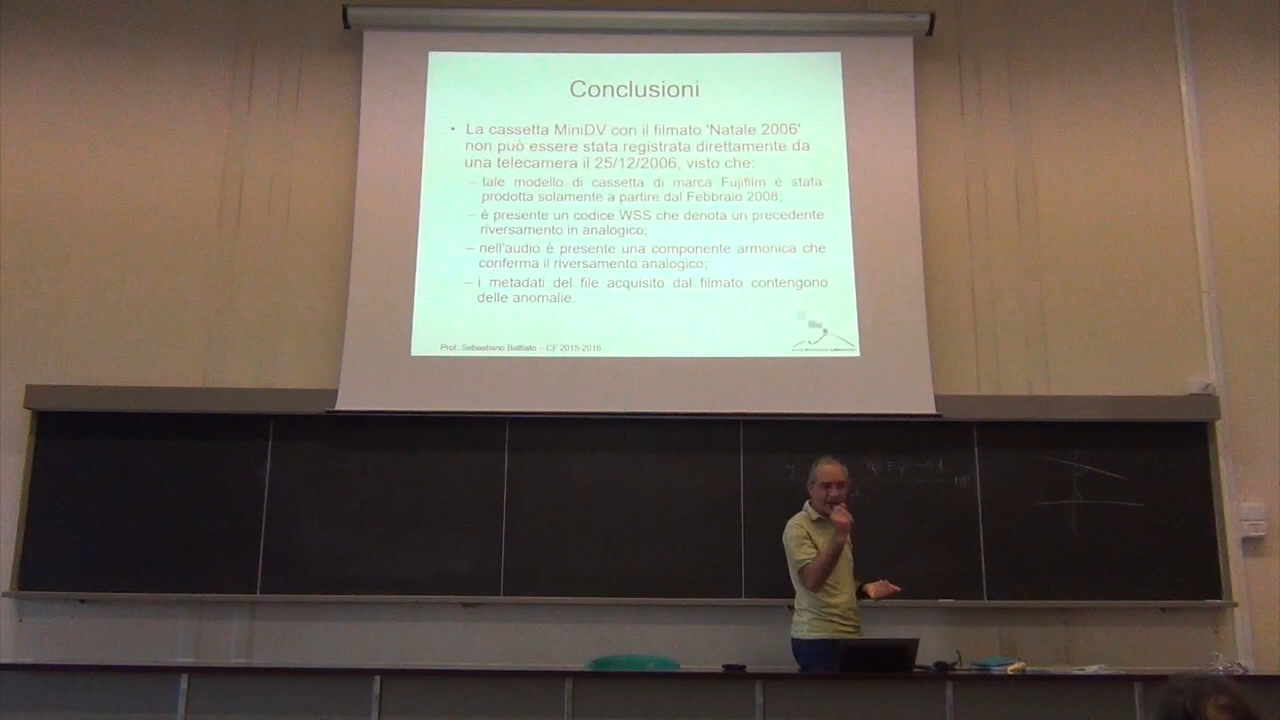 Conclusioni
• La cassetta MiniDV con il filmato 'Natale 2006'
non può essere stata registrata direttamente da
una telecamera il 25/12/2006, visto che:
– tale modello di cassetta di marca Fujifilm è stata
prodotta solamente a partire dal Febbraio 2008;
– è presente un codice WSS che denota un precedente
riversamento in analogico;
– nell'audio è presente una componente armonica che
conferma il riversamento analogico;
– i metadati del file acquisito dal filmato contengono
delle anomalie.
Prof. Sebastiano Battiato – CF 2015-2016